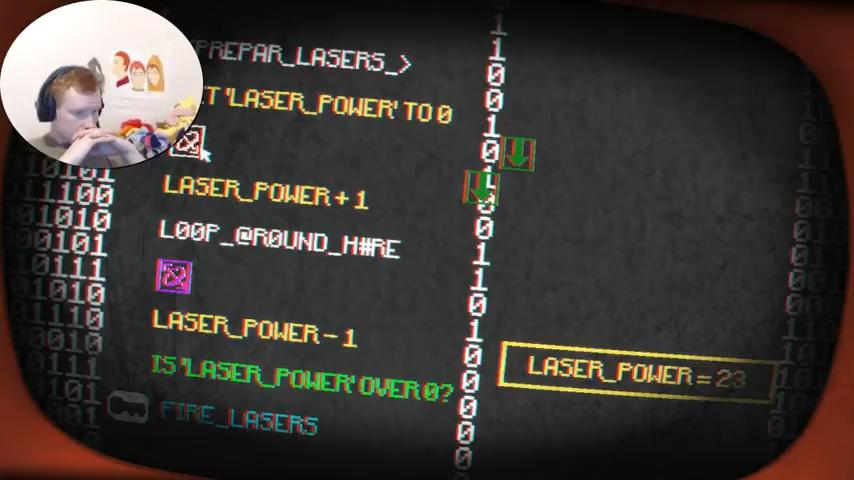 PREPAR_LASERS_>
T 'LASER_POWER' TO 0
LASER_POWER + 1
L00P_@R0UND_H#RE
LASER_POWER - 1
IS 'LASER_POWER' OVER 0?
FIRE_LASERS
LASER_POWER = 23